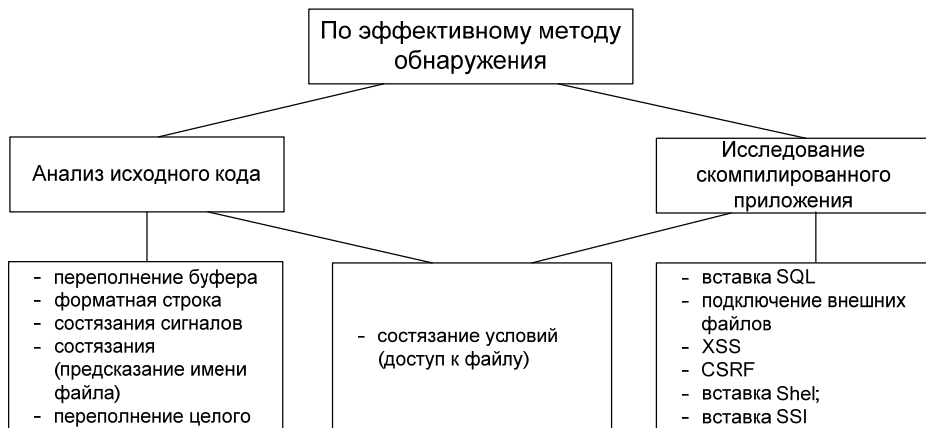 По эффективному методу
обнаружения
Анализ исходного кода
Исследование
скомпилированного
приложения
- переполнение буфера
- форматная строка
- состязания сигналов
- состязания
(предсказание имени
файла)
- переполнение целого
- состязание условий
(доступ к файлу)
- вставка SQL
- подключение внешних
файлов
- XSS
- CSRF
- вставка Shel;
- вставка SSI